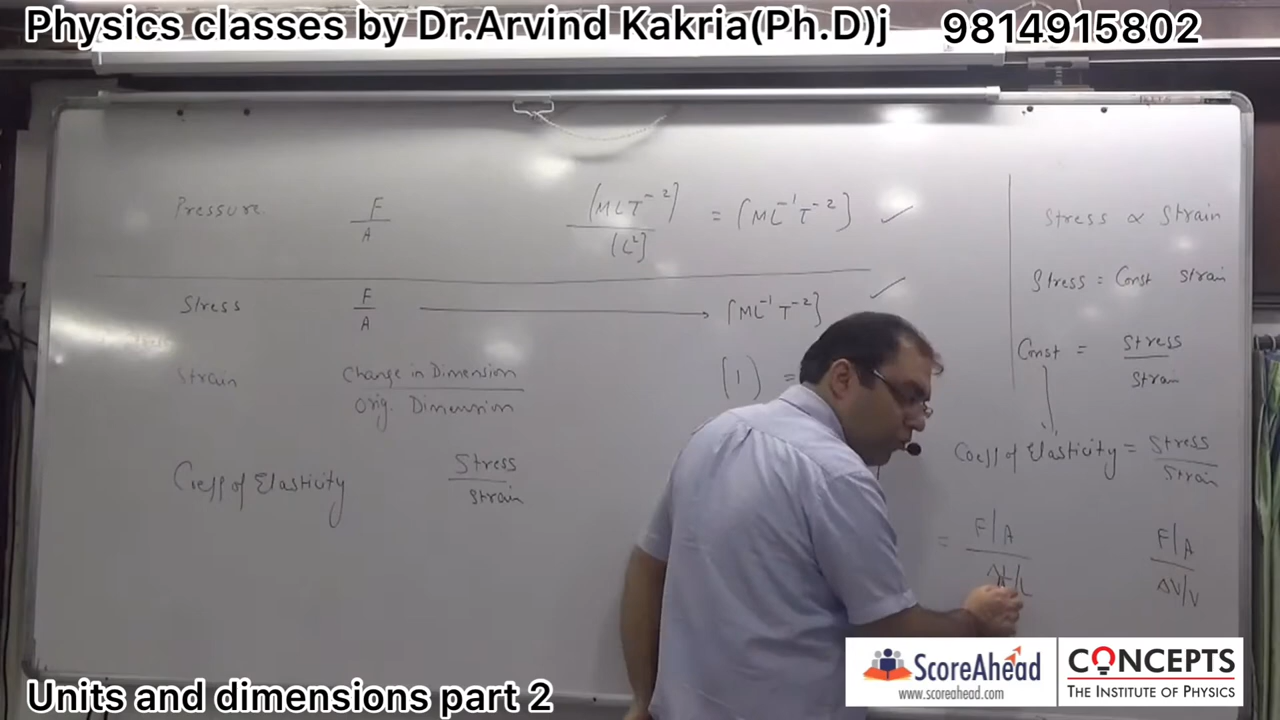 Physics classes by Dr.Arvind Kakria(Ph.D)j 9814915802
Pressure F/A [MLT⁻²]/[L²] = [ML⁻¹T⁻²] ✓
Stress F/A → [ML⁻¹T⁻²] ✓
Strain Change in Dimension / Orig. Dimension [1] =
Coeff of Elasticity Stress/Strain
Stress ∝ Strain
Stress = Const Strain
Const = Stress/Strain
Coeff of Elasticity = Stress/Strain
= F/A / Δl/L F/A / ΔV/V
ScoreAhead
www.scoreahead.com
CONCEPTS
THE INSTITUTE OF PHYSICS
Units and dimensions part 2